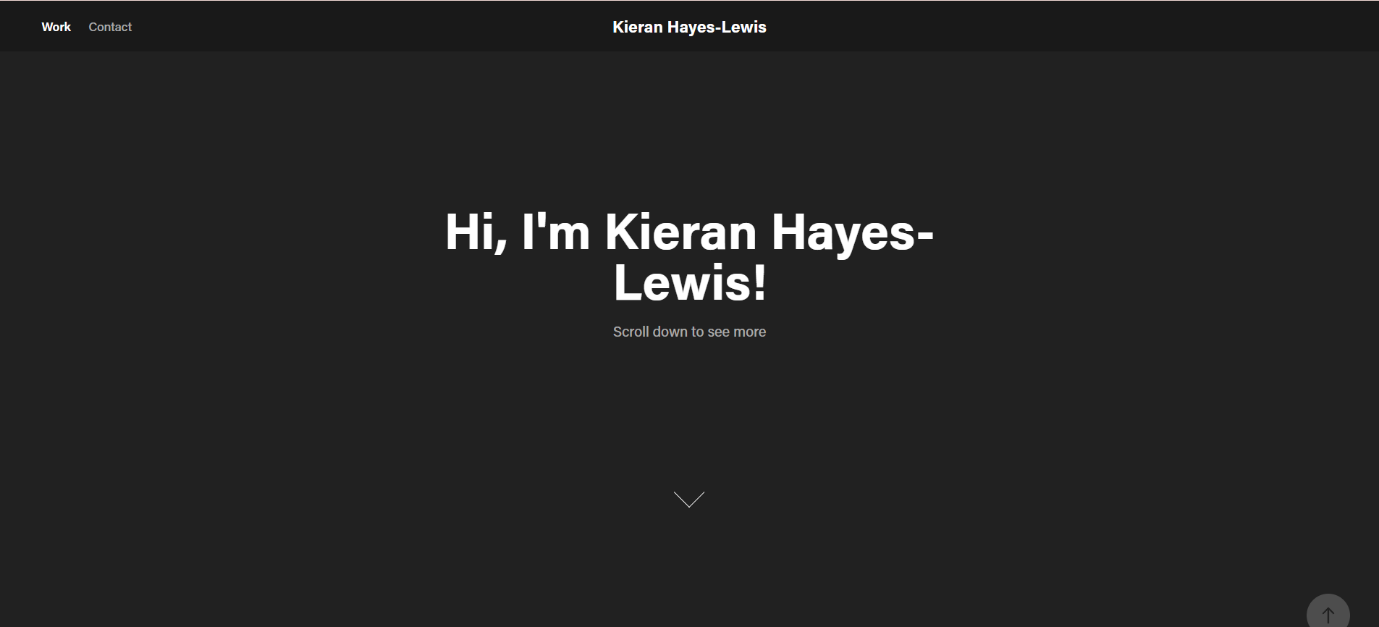 Work Contact Kieran Hayes-Lewis
Hi, I'm Kieran Hayes-
Lewis!
Scroll down to see more